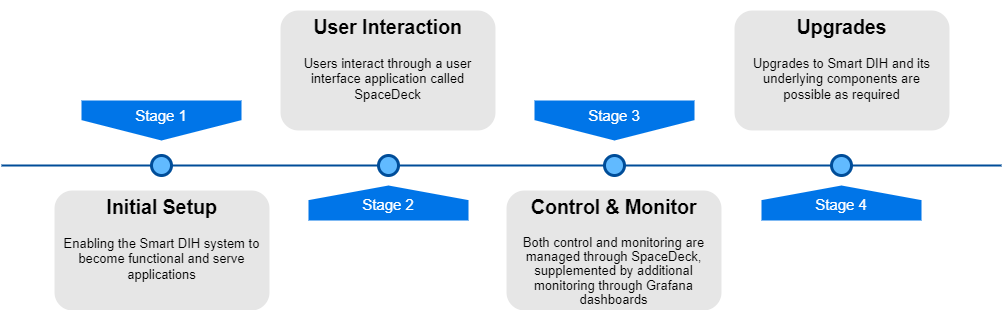 Stage 1
Initial Setup
Enabling the Smart DIH system to
become functional and serve
applications
User Interaction
Users interact through a user
interface application called
SpaceDeck
Stage 2
Stage 3
Control & Monitor
Both control and monitoring are
managed through SpaceDeck,
supplemented by additional
monitoring through Grafana
dashboards
Upgrades
Upgrades to Smart DIH and its
underlying components are
possible as required
Stage 4